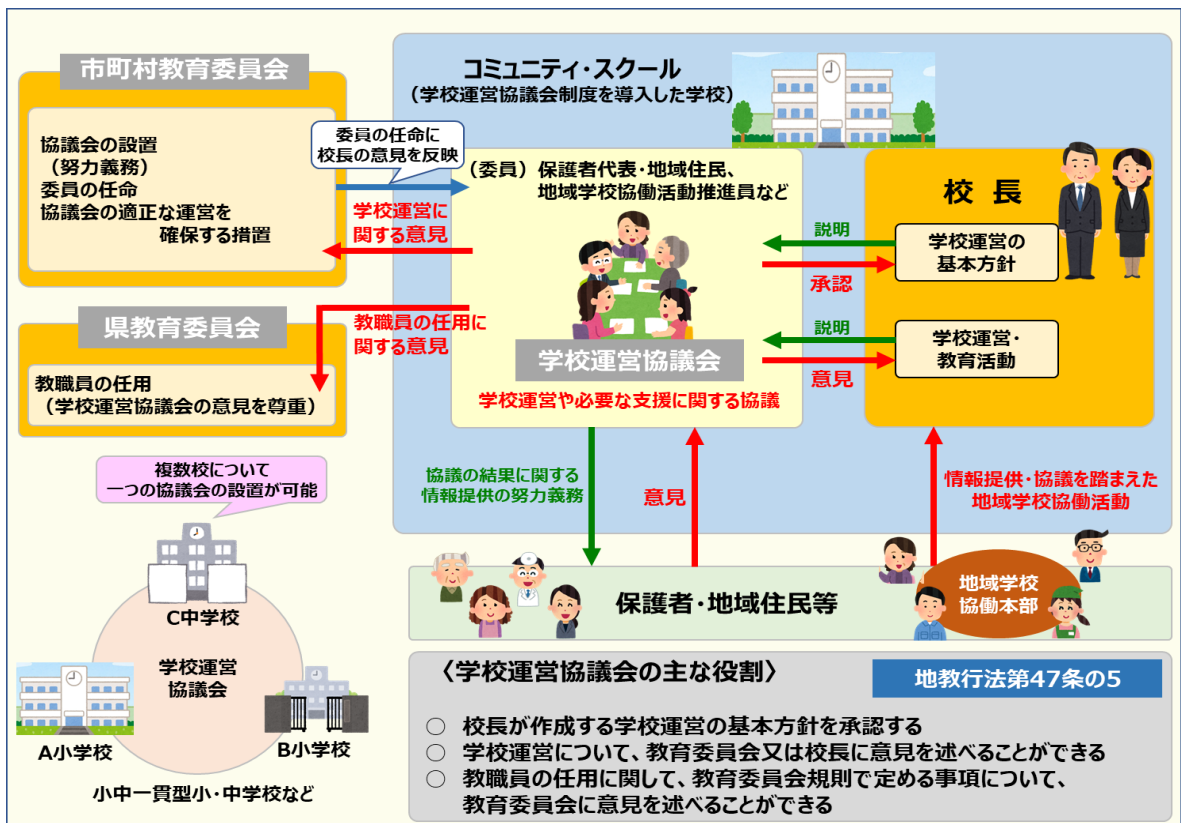 市町村教育委員会
協議会の設置
（努力義務）
委員の任命
協議会の適正な運営を
確保する措置
委員の任命に
校長の意見を反映
学校運営に
関する意見
県教育委員会
教職員の任用
（学校運営協議会の意見を尊重）
教職員の任用に
関する意見
コミュニティ・スクール
（学校運営協議会制度を導入した学校）
（委員）保護者代表・地域住民、
地域学校協働活動推進員など
学校運営協議会
学校運営や必要な支援に関する協議
校長
説明
学校運営の
基本方針
承認
説明
学校運営・
教育活動
意見
協議の結果に関する
情報提供の努力義務
意見
情報提供・協議を踏まえた
地域学校協働活動
保護者・地域住民等
地域学校
協働本部
複数校について
一つの協議会の設置が可能
C中学校
学校運営
協議会
A小学校
B小学校
小中一貫型小・中学校など
〈学校運営協議会の主な役割〉
地教行法第47条の5
○ 校長が作成する学校運営の基本方針を承認する
○ 学校運営について、教育委員会又は校長に意見を述べることができる
○ 教職員の任用に関して、教育委員会規則で定める事項について、
教育委員会に意見を述べることができる